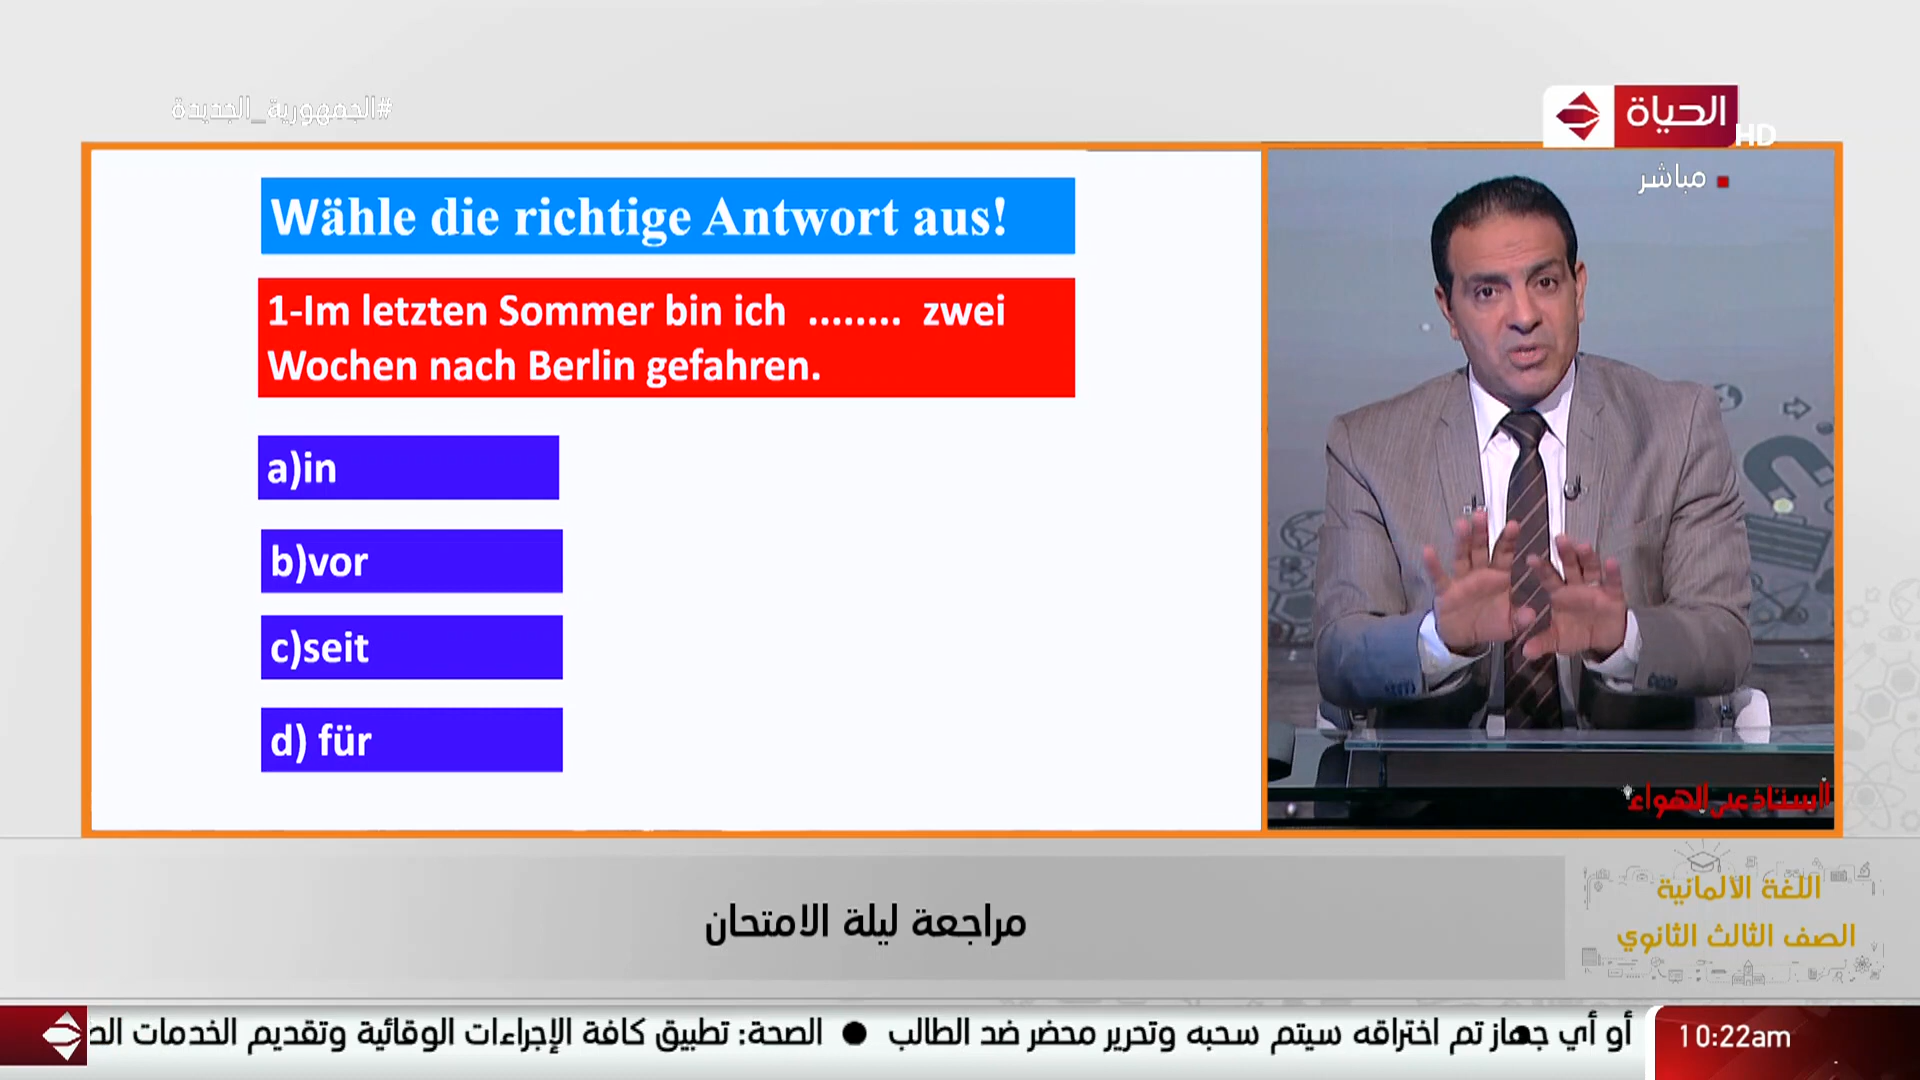 #الجمهورية_الجديدة
الحياة
HD
مباشر
Wähle die richtige Antwort aus!
1-Im letzten Sommer bin ich ........ zwei
Wochen nach Berlin gefahren.
a)in
b)vor
c)seit
d) für
الأستاذ على الهواء
اللغة الالمانية
الصف الثالث الثانوي
مراجعة ليلة الامتحان
أو أي جهاز تم اختراقه سيتم سحبه وتحرير محضر ضد الطالب ● الصحة: تطبيق كافة الإجراءات الوقائية وتقديم الخدمات
10:22am